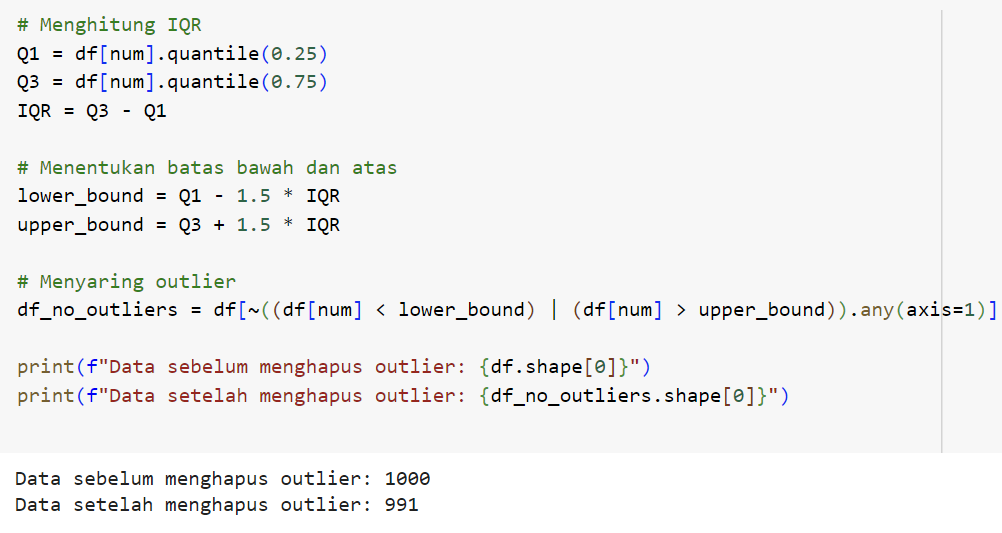 # Menghitung IQR
Q1 = df[num].quantile(0.25)
Q3 = df[num].quantile(0.75)
IQR = Q3 - Q1
# Menentukan batas bawah dan atas
lower_bound = Q1 - 1.5 * IQR
upper_bound = Q3 + 1.5 * IQR
# Menyaring outlier
df_no_outliers = df[~((df[num] < lower_bound) | (df[num] > upper_bound)).any(axis=1)]
print(f"Data sebelum menghapus outlier: {df.shape[0]}")
print(f"Data setelah menghapus outlier: {df_no_outliers.shape[0]}")
Data sebelum menghapus outlier: 1000
Data setelah menghapus outlier: 991